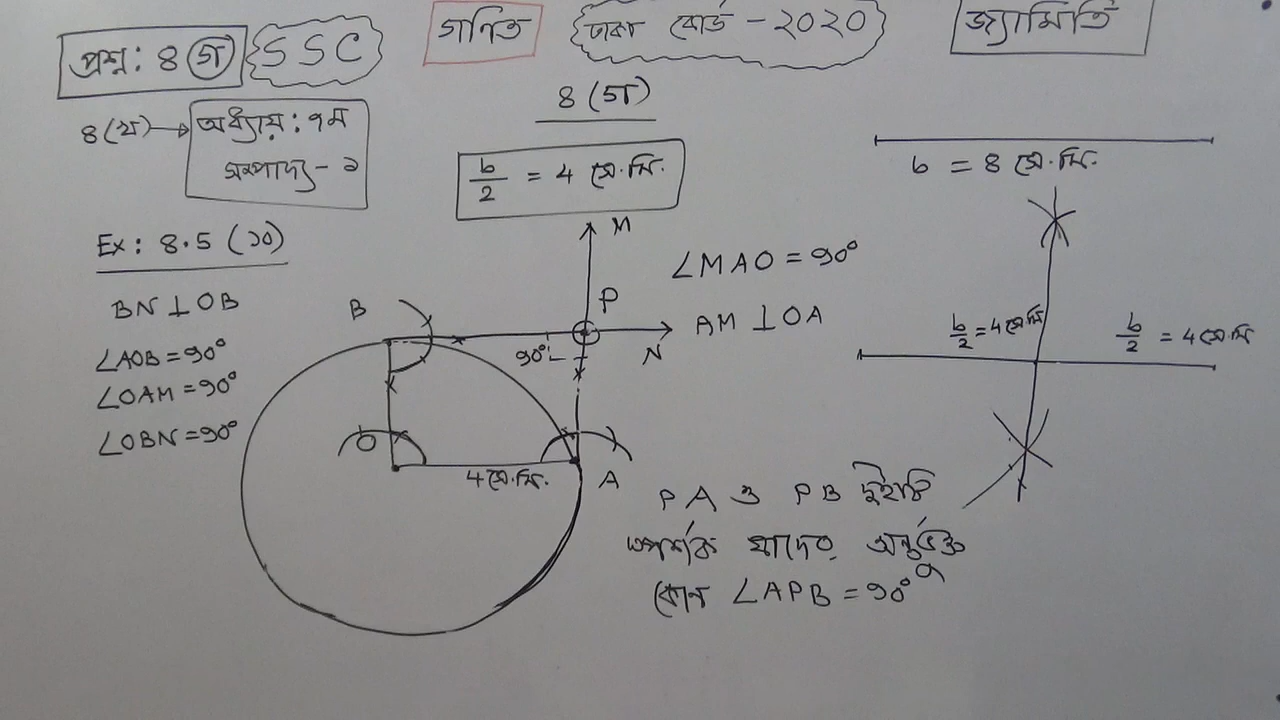 প্রশ্ন: ৪ (গ) SSC
গনিত
ঢাকা বোর্ড - ২০২০
জ্যামিতি
৪ (খ) → অধ্যায়: ৭ম
সম্পাদ্য - ১
Ex: 8.5 (১০)
BN ⊥ OB
∠AOB = 90°
∠OAM = 90°
∠OBN = 90°
৪ (গ)
b/2 = 4 সে.মি.
M
P
B
N
90°
O
4 সে.মি.
A
∠MAO = 90°
AM ⊥ OA
b = 8 সে.মি.
b/2 = 4 সে.মি
b/2 = 4 সে.মি
PA ও PB দুইটি
স্পর্শক যাদের অন্তর্ভুক্ত
কোন ∠APB = 90°